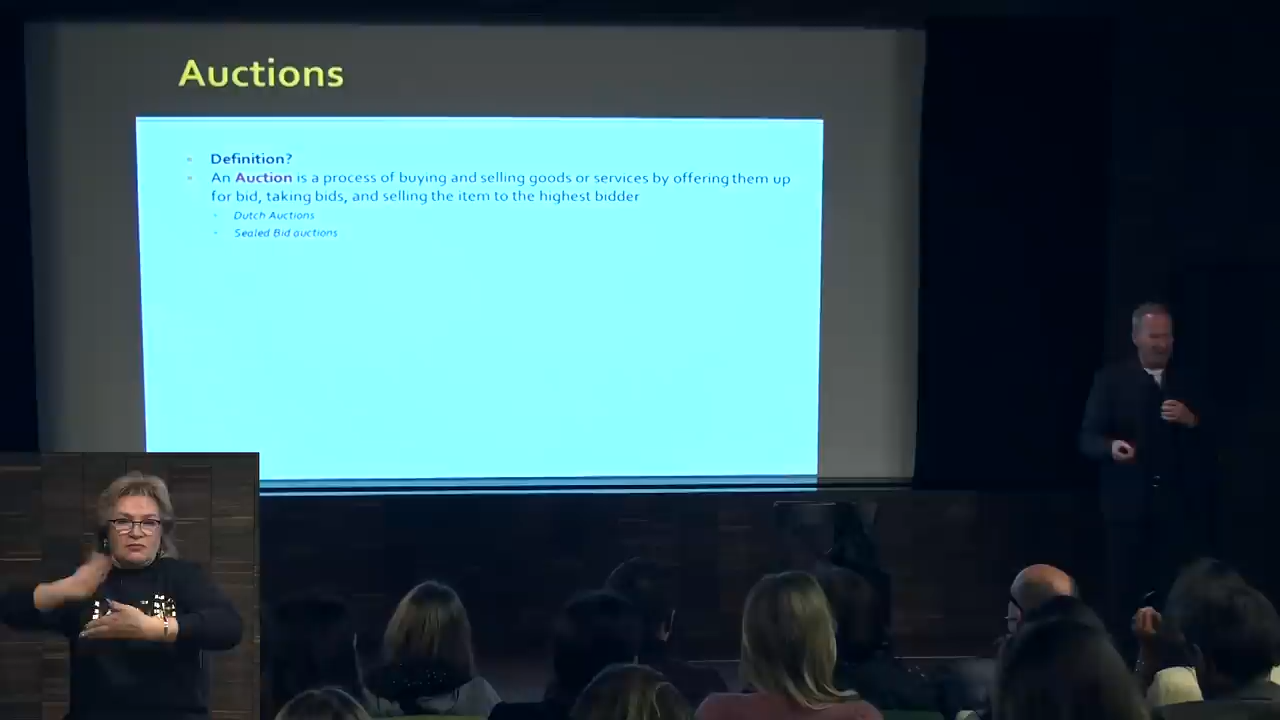 Auctions
Definition?
An Auction is a process of buying and selling goods or services by offering them up
for bid, taking bids, and selling the item to the highest bidder
Dutch Auctions
Sealed Bid auctions